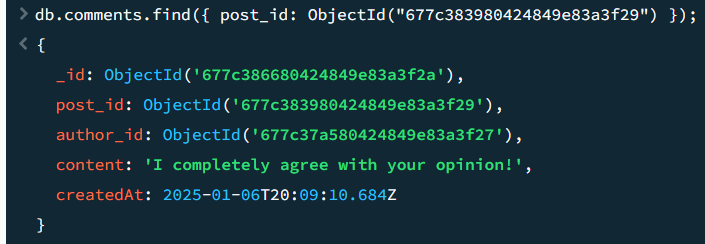 > db.comments.find({ post_id: ObjectId("677c383980424849e83a3f29") });
< {
_id: ObjectId('677c386680424849e83a3f2a'),
post_id: ObjectId('677c383980424849e83a3f29'),
author_id: ObjectId('677c37a580424849e83a3f27'),
content: 'I completely agree with your opinion!',
createdAt: 2025-01-06T20:09:10.684Z
}